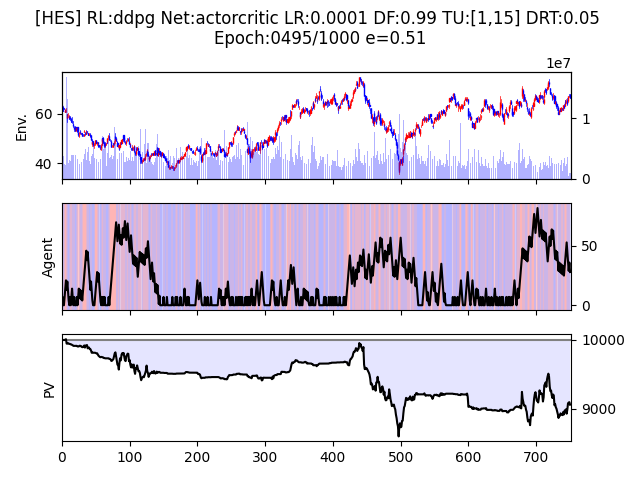 [HES] RL:ddpg Net:actorcritic LR:0.0001 DF:0.99 TU:[1,15] DRT:0.05
Epoch:0495/1000 e=0.51
1e7
Env.
60
40
1
0
Agent
50
0
PV
10000
9000
0 100 200 300 400 500 600 700